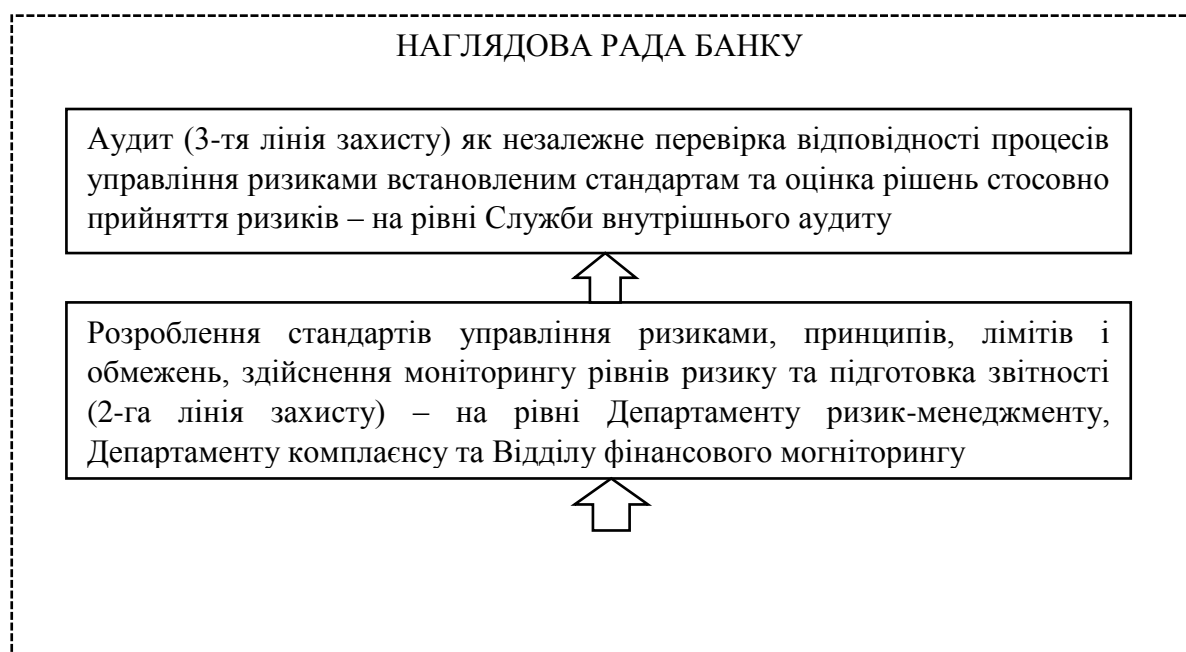 НАГЛЯДОВА РАДА БАНКУ
Аудит (3-тя лінія захисту) як незалежне перевірка відповідності процесів
управління ризиками встановленим стандартам та оцінка рішень стосовно
прийняття ризиків – на рівні Служби внутрішнього аудиту
Розроблення стандартів управління ризиками, принципів, лімітів і
обмежень, здійснення моніторингу рівнів ризику та підготовка звітності
(2-га лінія захисту) – на рівні Департаменту ризик-менеджменту,
Департаменту комплаєнсу та Відділу фінансового могніторингу